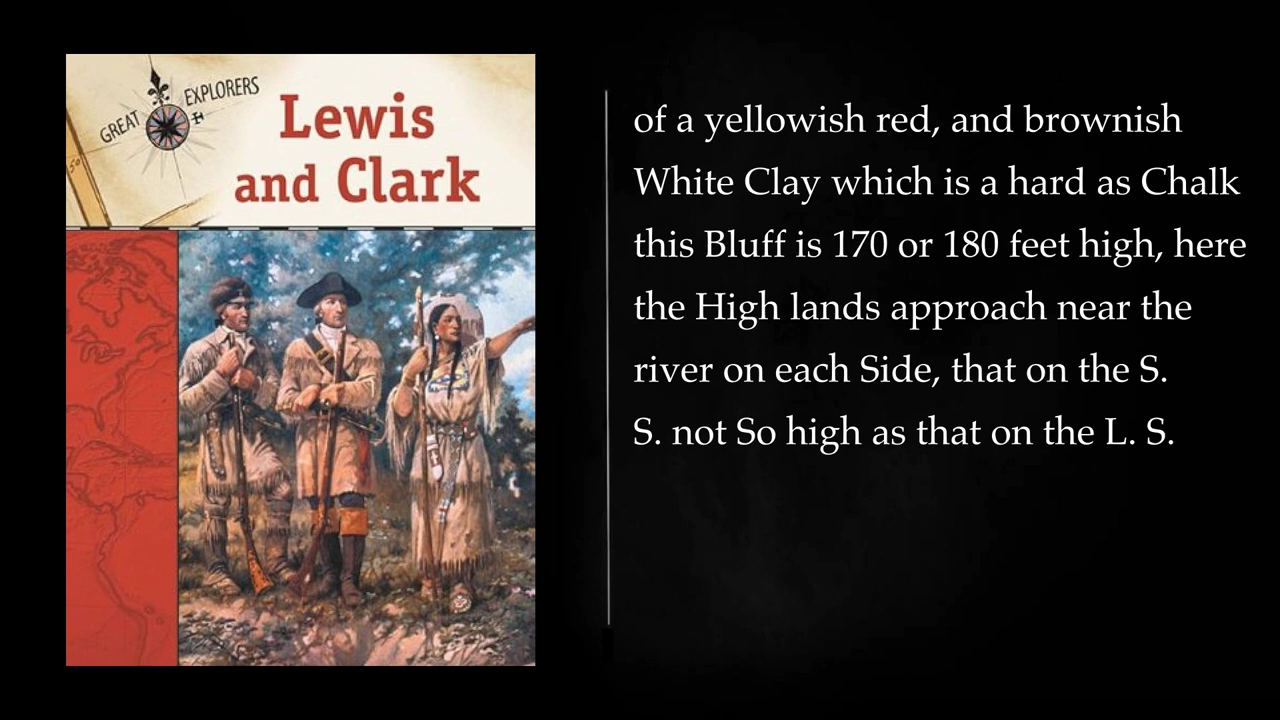 GREAT EXPLORERS
Lewis
and Clark
of a yellowish red, and brownish
White Clay which is a hard as Chalk
this Bluff is 170 or 180 feet high, here
the High lands approach near the
river on each Side, that on the S.
S. not So high as that on the L. S.